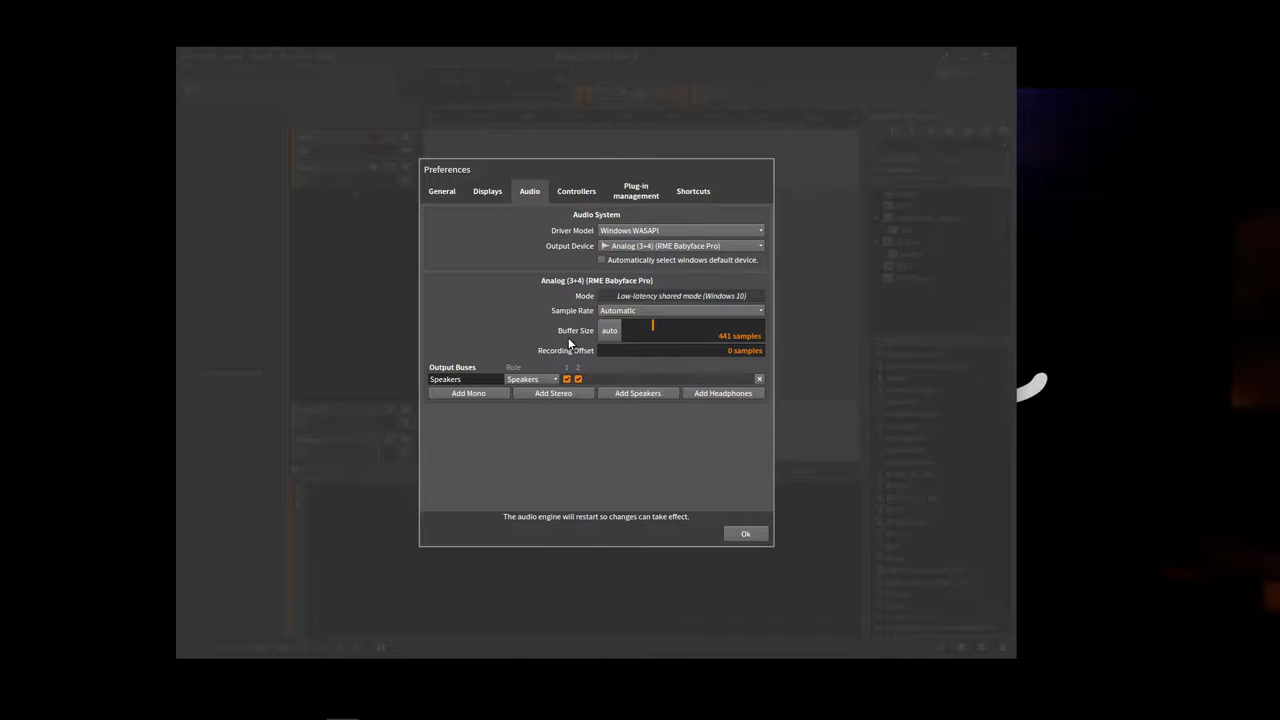 Preferences
General Displays Audio Controllers Plug-in management Shortcuts
Audio System
Driver Model Windows WASAPI
Output Device Analog (3+4) (RME Babyface Pro)
Automatically select windows default device.
Analog (3+4) (RME Babyface Pro)
Mode Low-latency shared mode (Windows 10)
Sample Rate Automatic
Buffer Size auto 441 samples
Recording Offset 0 samples
Output Buses Role 1 2
Speakers Speakers
Add Mono Add Stereo Add Speakers Add Headphones
The audio engine will restart so changes can take effect.
Ok